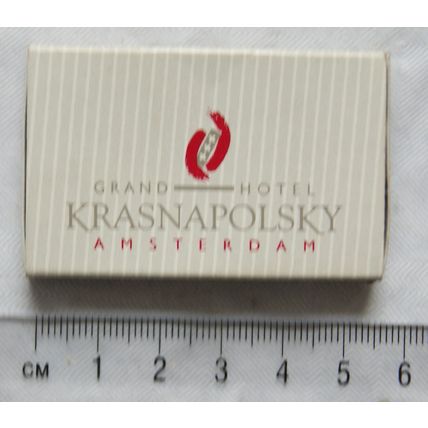 GRAND HOTEL
KRASNAPOLSKY
AMSTERDAM
CM 1 2 3 4 5 6